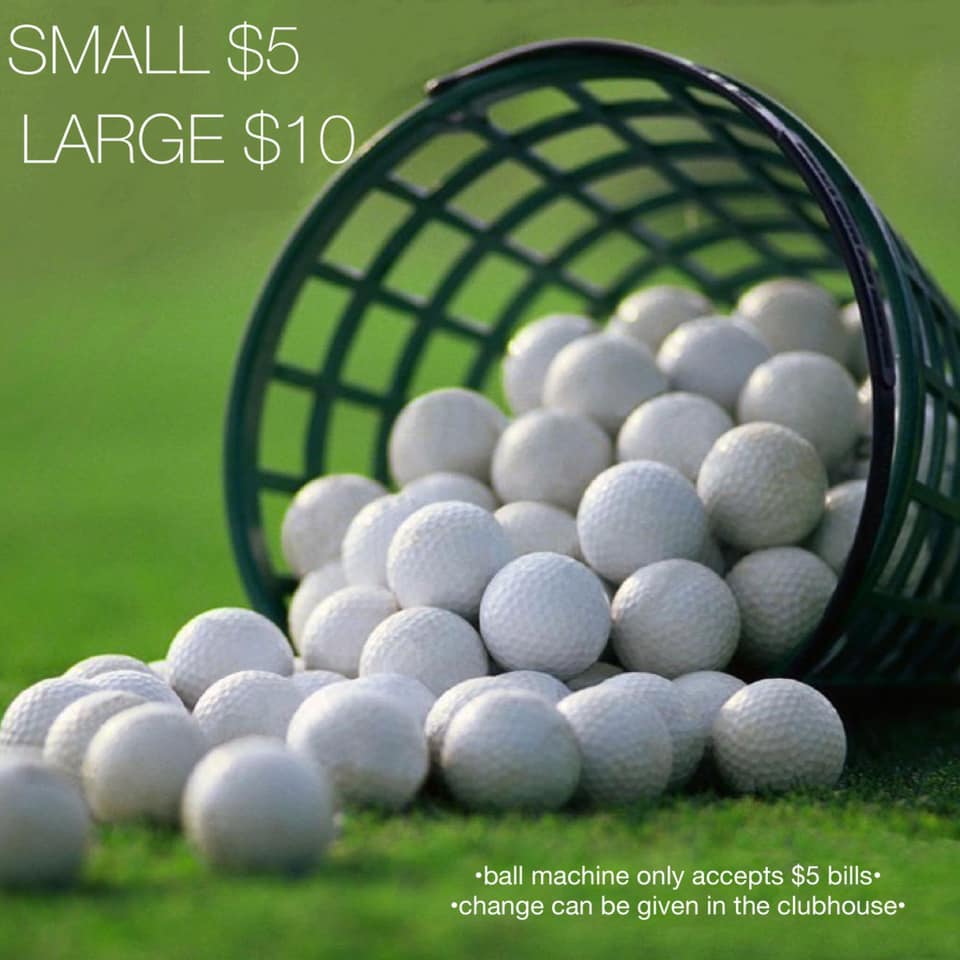 SMALL $5
LARGE $10
•ball machine only accepts $5 bills•
•change can be given in the clubhouse•